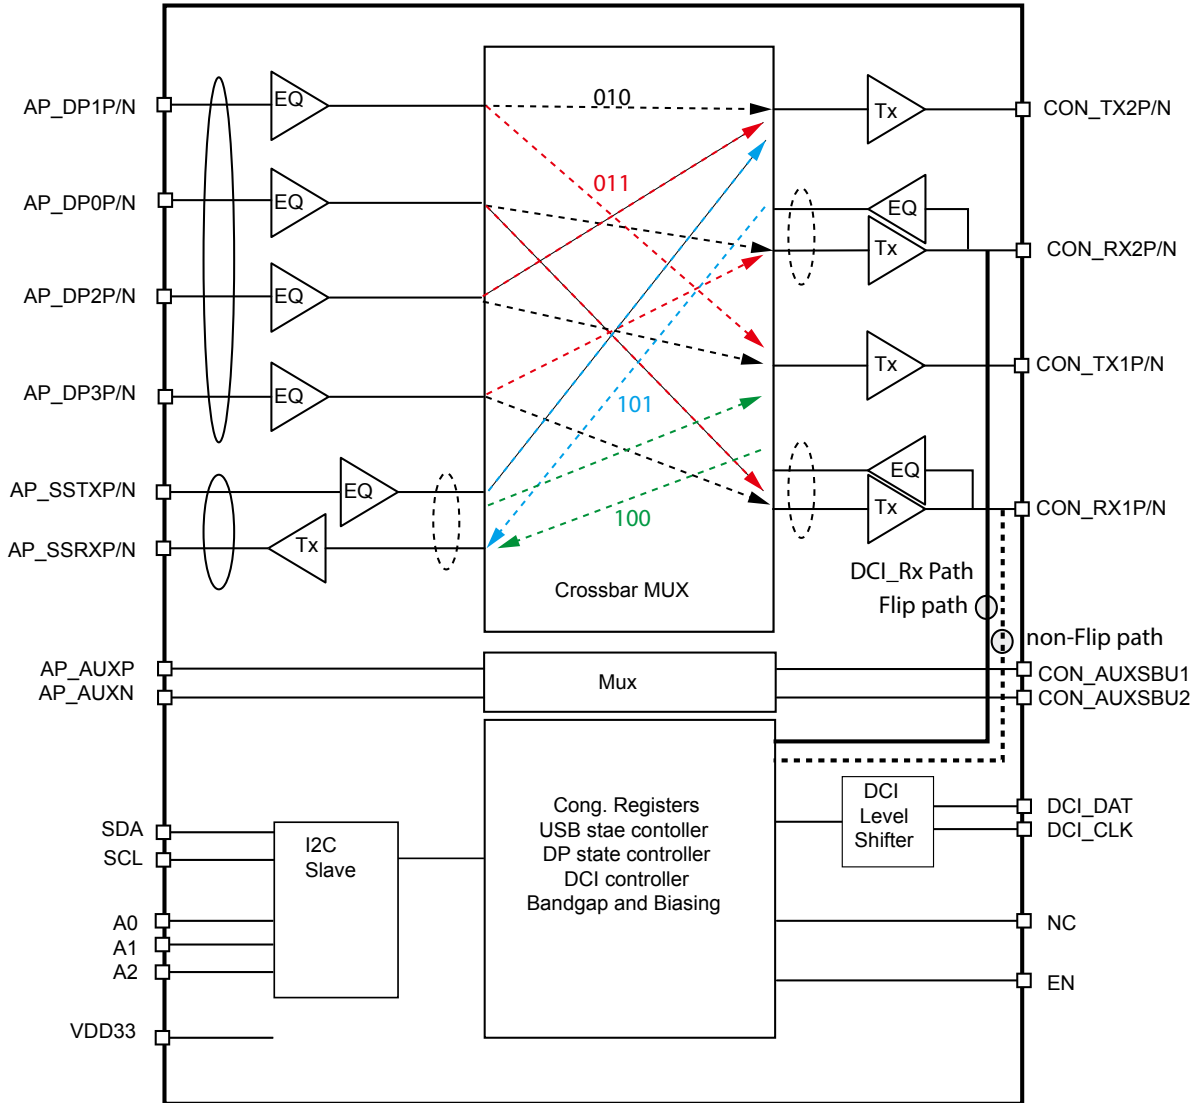 AP_DP1P/N
EQ
010
Tx
CON_TX2P/N
AP_DP0P/N
EQ
011
EQ
Tx
CON_RX2P/N
AP_DP2P/N
EQ
AP_DP3P/N
EQ
101
Tx
CON_TX1P/N
AP_SSTXP/N
EQ
EQ
Tx
CON_RX1P/N
AP_SSRXP/N
Tx
100
Crossbar MUX
DCI_Rx Path
Flip path
non-Flip path
AP_AUXP
AP_AUXN
Mux
CON_AUXSBU1
CON_AUXSBU2
SDA
SCL
I2C
Slave
A0
A1
A2
VDD33
Cong. Registers
USB stae contoller
DP state controller
DCI controller
Bandgap and Biasing
DCI
Level
Shifter
DCI_DAT
DCI_CLK
NC
EN